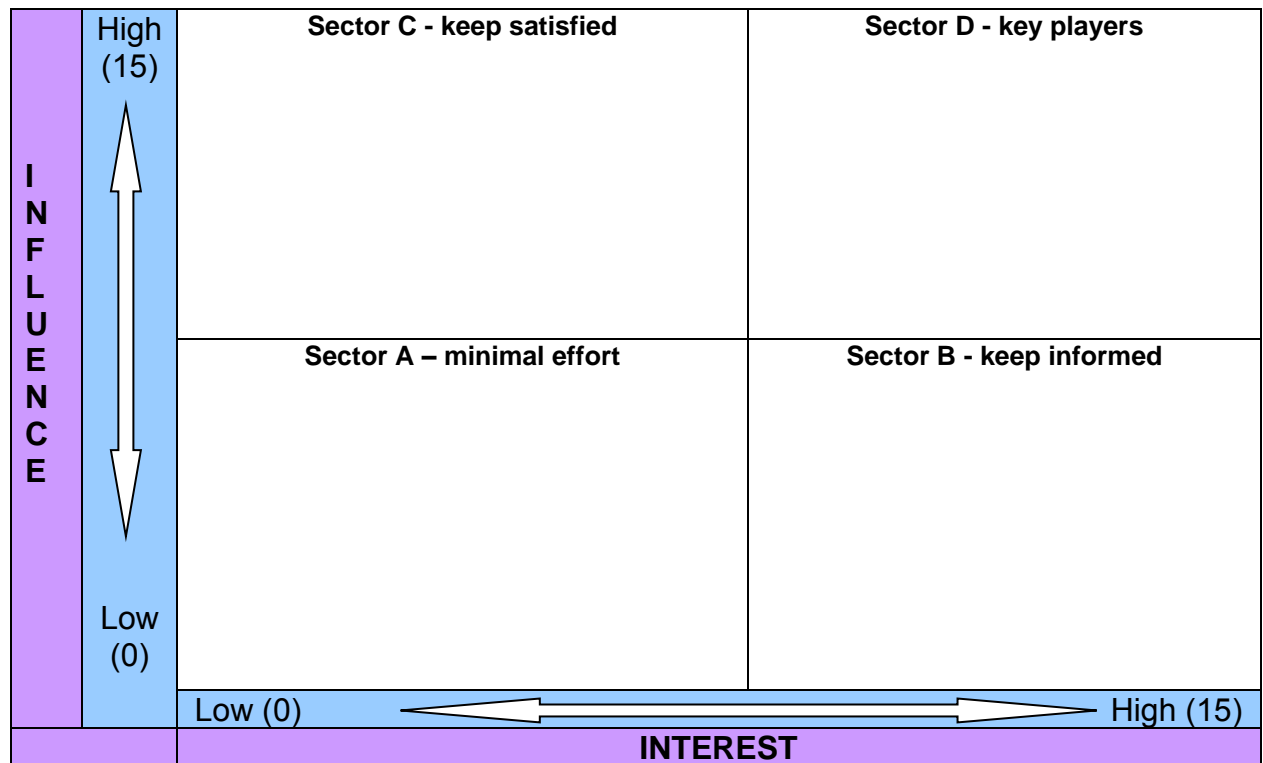 INFLUENCE
High
(15)
Low
(0)
Sector C - keep satisfied
Sector D - key players
Sector A – minimal effort
Sector B - keep informed
Low (0)
High (15)
INTEREST